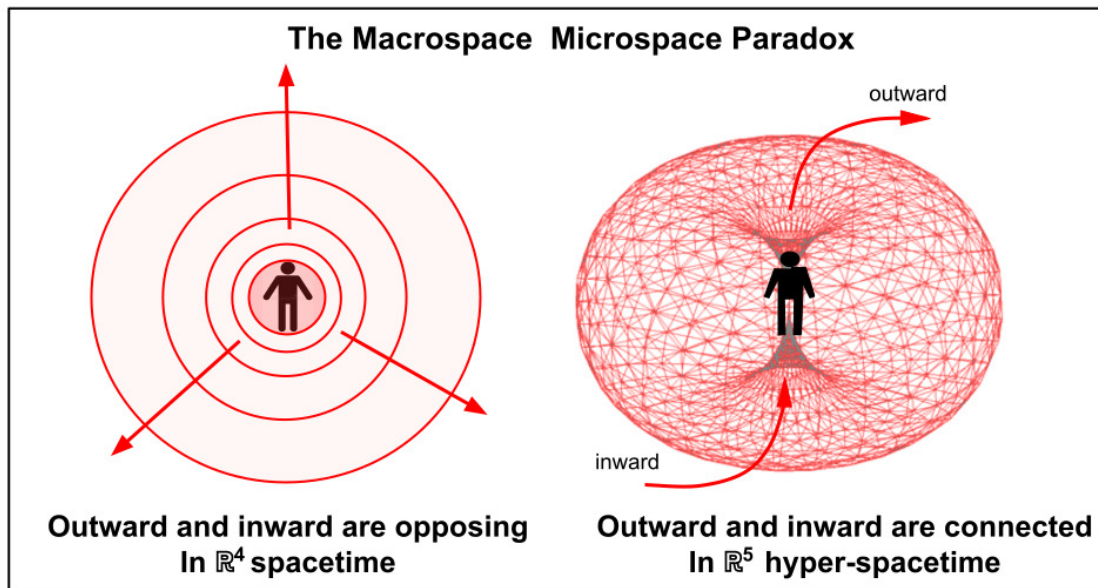 The Macrospace Microspace Paradox
outward
inward
Outward and inward are opposing
In ℝ⁴ spacetime
Outward and inward are connected
In ℝ⁵ hyper-spacetime